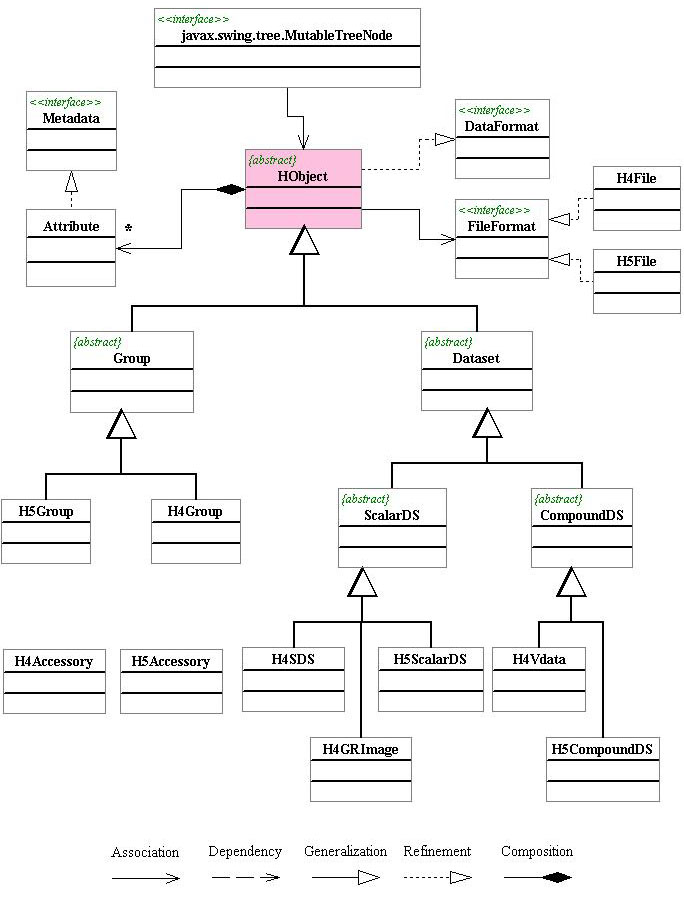 <<interface>>
javax.swing.tree.MutableTreeNode
<<interface>>
Metadata
<<interface>>
DataFormat
{abstract}
HObject
H4File
<<interface>>
FileFormat
Attribute
*
H5File
{abstract}
Group
{abstract}
Dataset
{abstract}
ScalarDS
{abstract}
CompoundDS
H5Group
H4Group
H4Accessory
H5Accessory
H4SDS
H5ScalarDS
H4Vdata
H4GRImage
H5CompoundDS
Association
Dependency
Generalization
Refinement
Composition